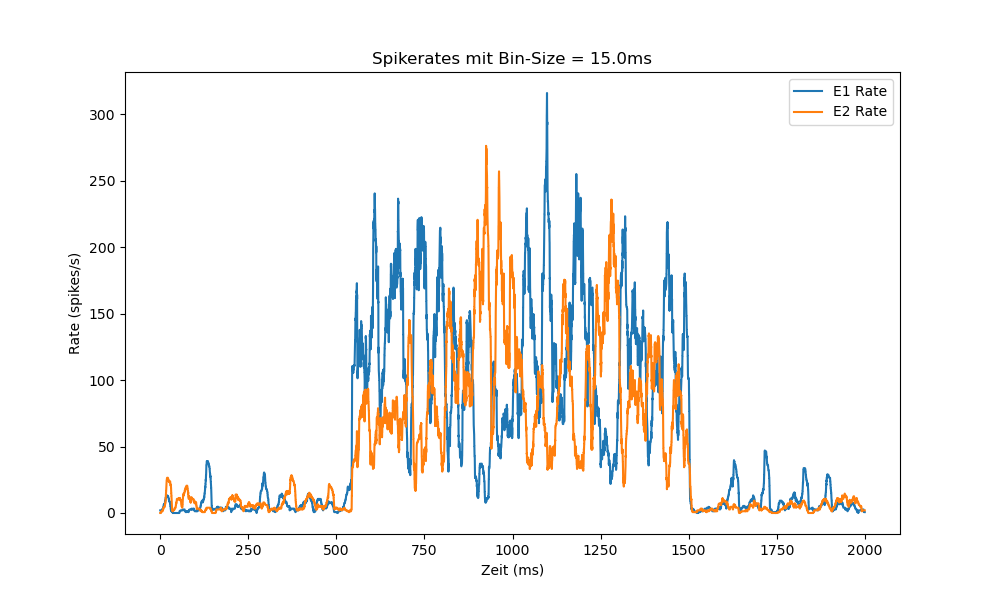 Spikerates mit Bin-Size = 15.0ms
E1 Rate
E2 Rate
Rate (spikes/s)
300
250
200
150
100
50
0
0 250 500 750 1000 1250 1500 1750 2000
Zeit (ms)